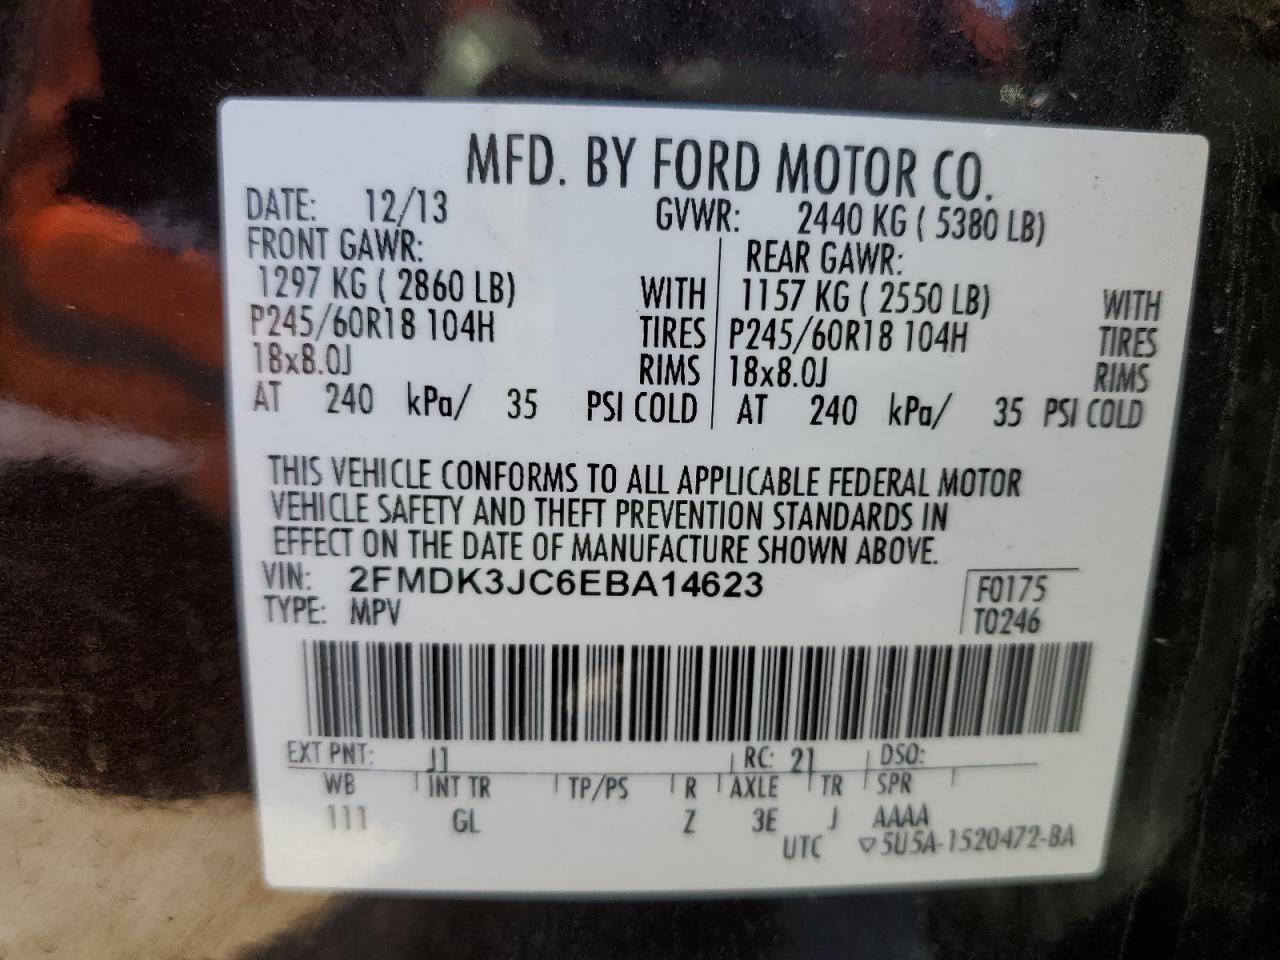 MFD. BY FORD MOTOR CO.
DATE: 12/13 GVWR: 2440 KG ( 5380 LB)
FRONT GAWR: REAR GAWR:
1297 KG ( 2860 LB) WITH 1157 KG ( 2550 LB) WITH
P245/60R18 104H TIRES P245/60R18 104H TIRES
18x8.0J RIMS 18x8.0J RIMS
AT 240 kPa/ 35 PSI COLD AT 240 kPa/ 35 PSI COLD
THIS VEHICLE CONFORMS TO ALL APPLICABLE FEDERAL MOTOR
VEHICLE SAFETY AND THEFT PREVENTION STANDARDS IN
EFFECT ON THE DATE OF MANUFACTURE SHOWN ABOVE.
VIN: 2FMDK3JC6EBA14623 F0175
TYPE: MPV T0246
EXT PNT: J1 RC: 21 DSO:
WB INT TR TP/PS R AXLE TR SPR
111 GL Z 3E J AAAA
UTC ▽5U5A-1520472-BA